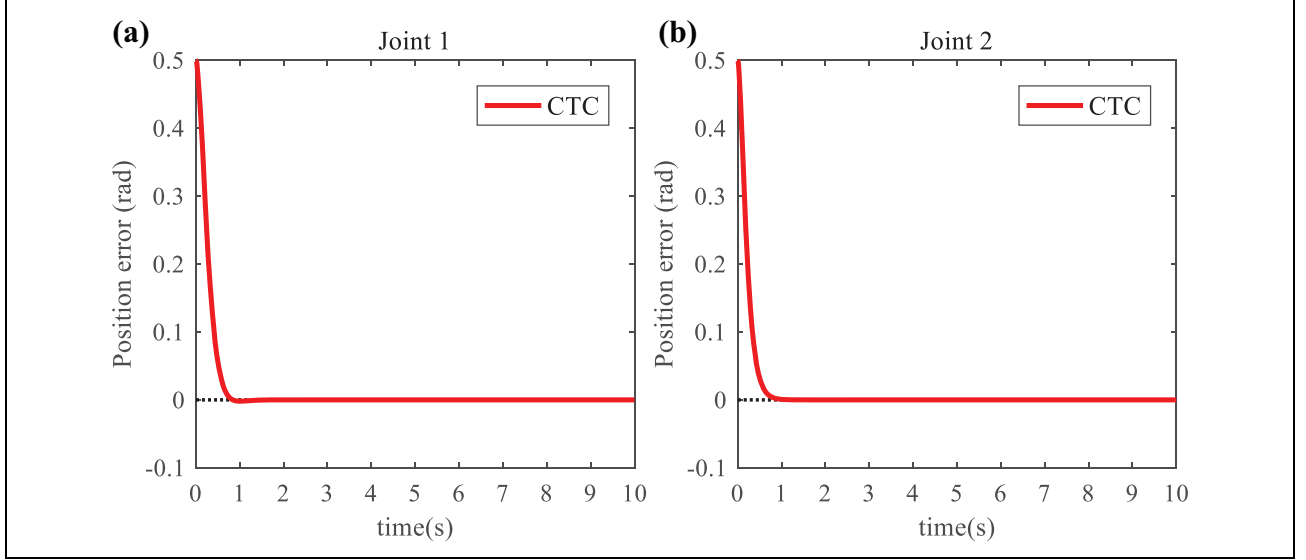 (a)
Joint 1
CTC
Position error (rad)
0.5
0.4
0.3
0.2
0.1
0
-0.1
0 1 2 3 4 5 6 7 8 9 10
time(s)
(b)
Joint 2
CTC
Position error (rad)
0.5
0.4
0.3
0.2
0.1
0
-0.1
0 1 2 3 4 5 6 7 8 9 10
time(s)